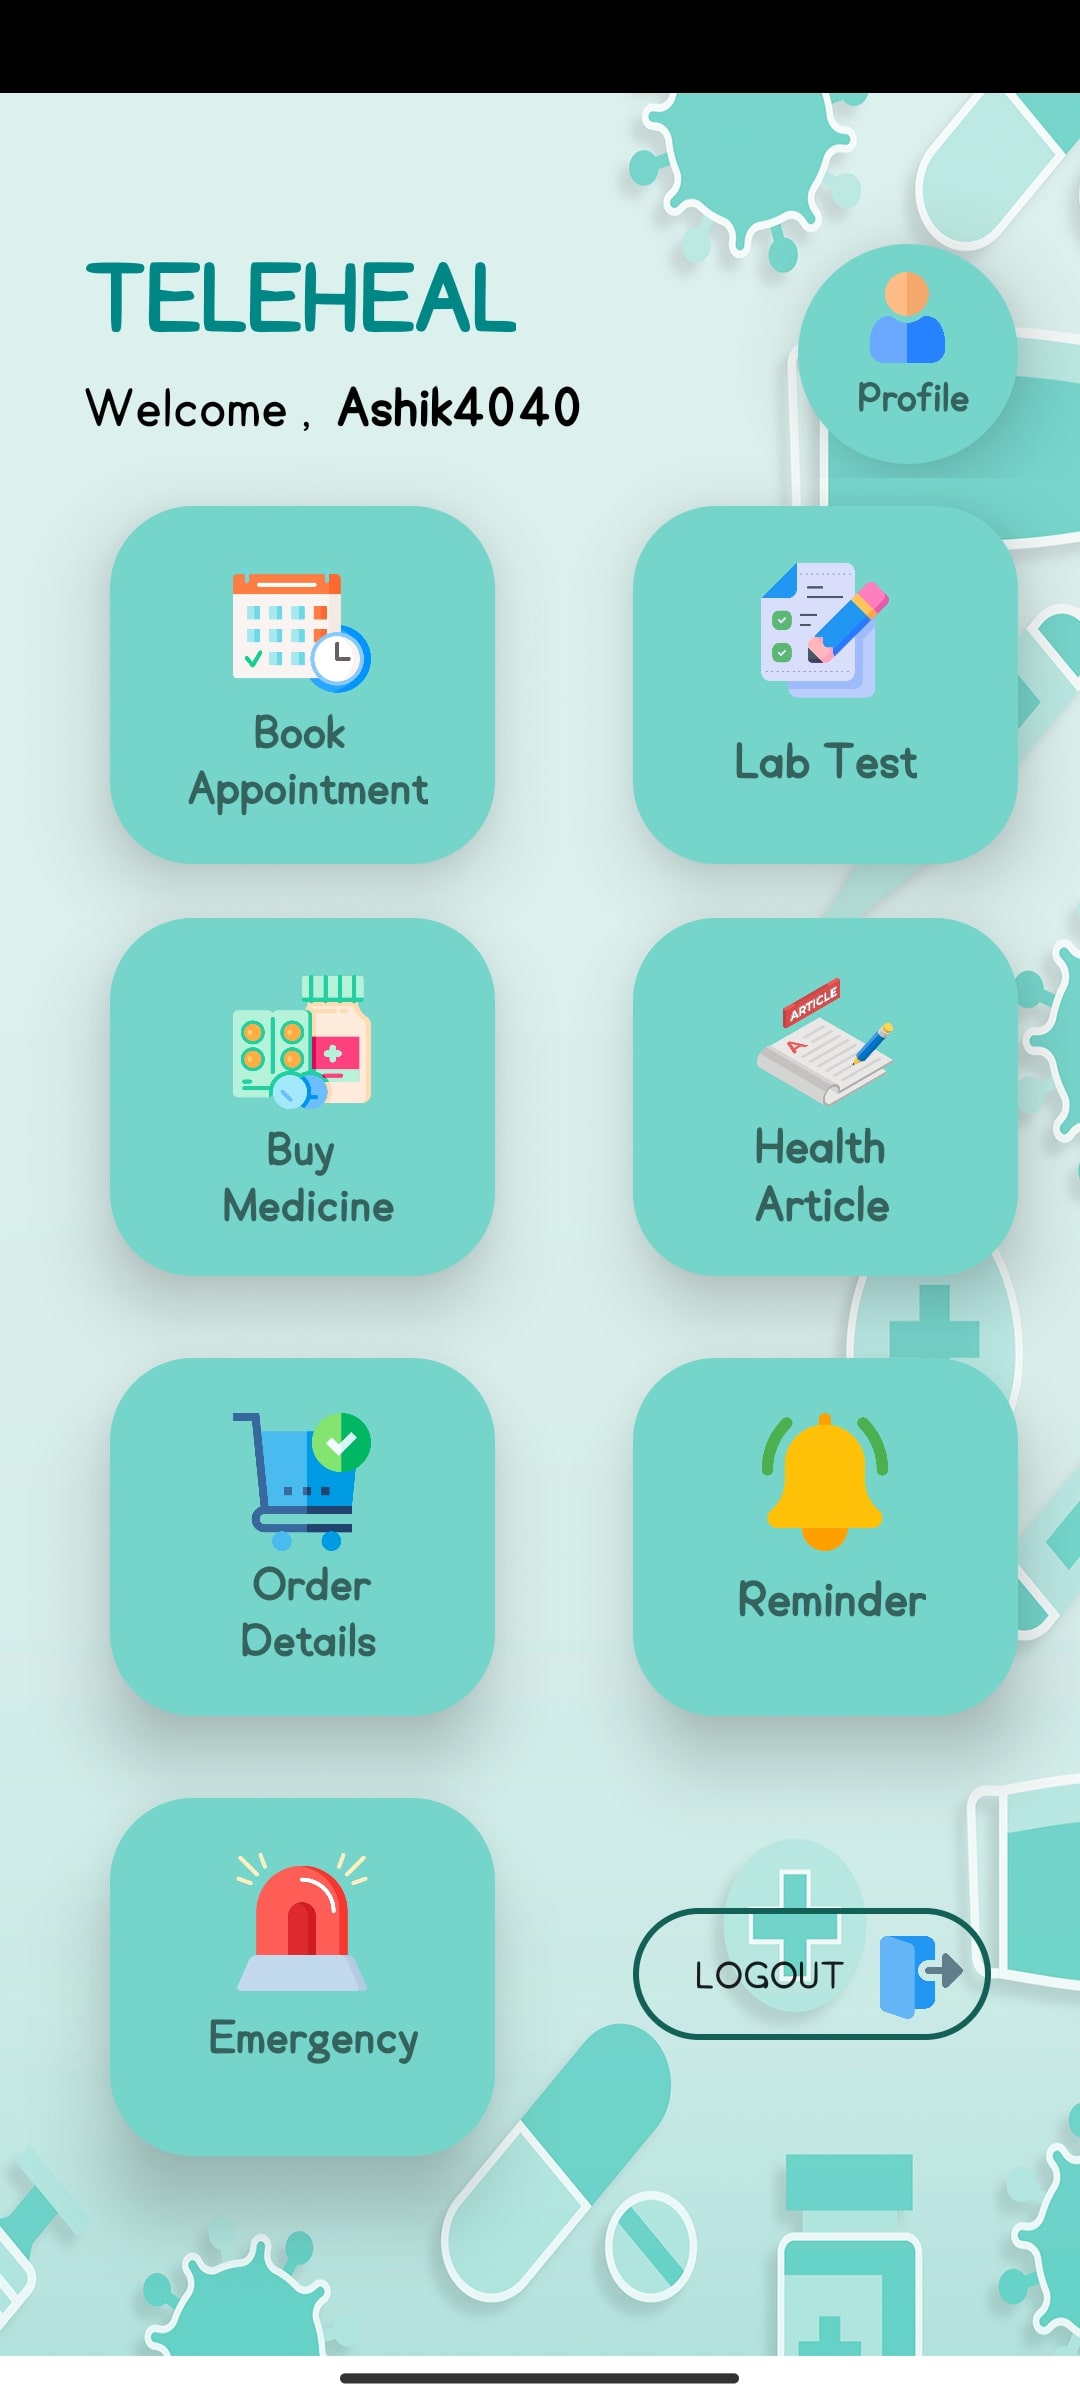 TELEHEAL
Welcome , Ashik4040
Profile
Book
Appointment
Lab Test
Buy
Medicine
ARTICLE
A
Health
Article
Order
Details
Reminder
Emergency
LOGOUT